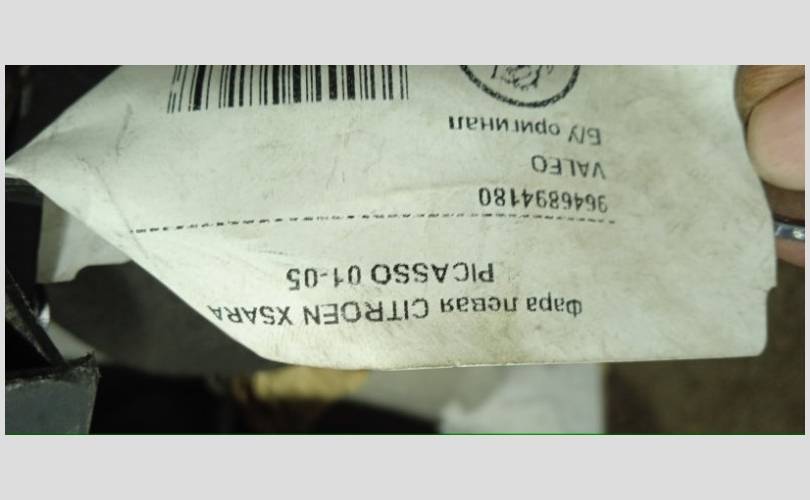 Фара левая CITROEN XSARA
PICASSO 01-05
9646894180
VALEO
Б/У оригинал